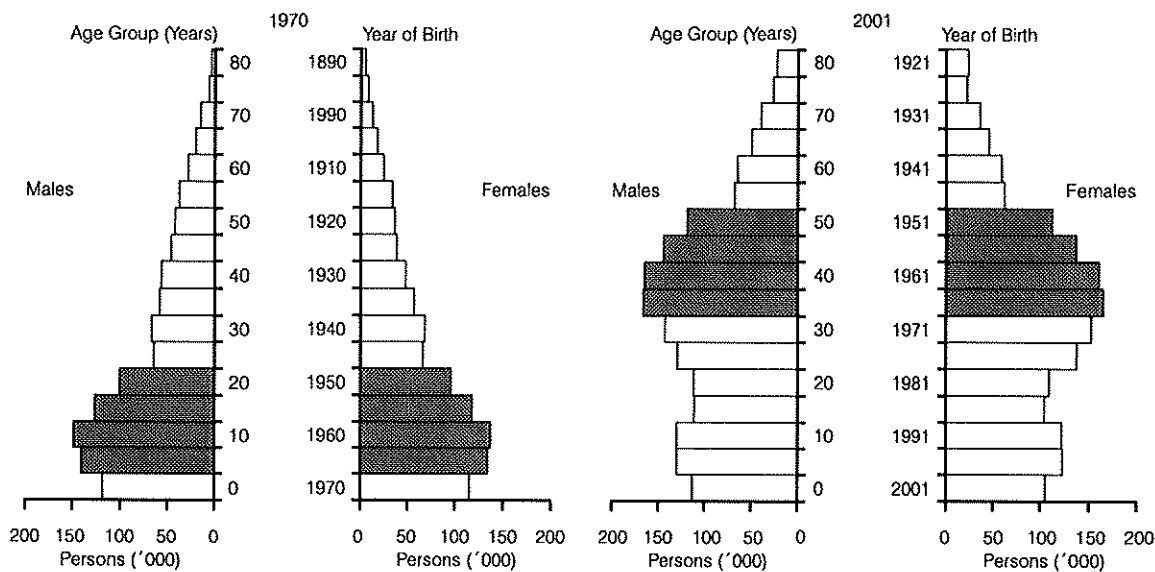 1970
Age Group (Years) Year of Birth
80 1890
70 1990
60 1910
Males Females
50 1920
40 1930
30 1940
20 1950
10 1960
0 1970
200 150 100 50 0 0 50 100 150 200
Persons (´000) Persons (´000)
2001
Age Group (Years) Year of Birth
80 1921
70 1931
60 1941
Males Females
50 1951
40 1961
30 1971
20 1981
10 1991
0 2001
200 150 100 50 0 0 50 100 150 200
Persons (´000) Persons (´000)